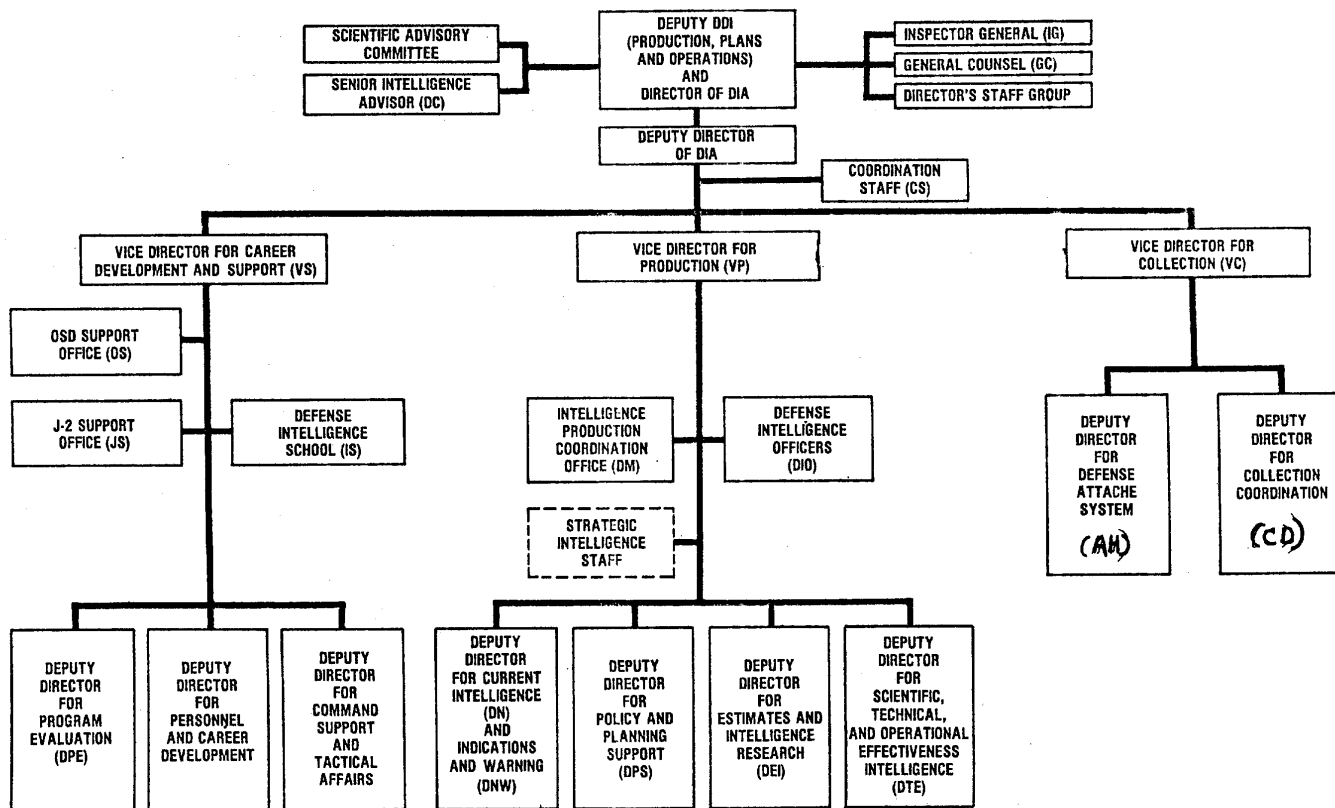 SCIENTIFIC ADVISORY
COMMITTEE
SENIOR INTELLIGENCE
ADVISOR (DC)
DEPUTY DDI
(PRODUCTION, PLANS
AND OPERATIONS)
AND
DIRECTOR OF DIA
INSPECTOR GENERAL (IG)
GENERAL COUNSEL (GC)
DIRECTOR'S STAFF GROUP
DEPUTY DIRECTOR
OF DIA
COORDINATION
STAFF (CS)
VICE DIRECTOR FOR CAREER
DEVELOPMENT AND SUPPORT (VS)
VICE DIRECTOR FOR
PRODUCTION (VP)
VICE DIRECTOR FOR
COLLECTION (VC)
OSD SUPPORT
OFFICE (OS)
J-2 SUPPORT
OFFICE (JS)
DEFENSE
INTELLIGENCE
SCHOOL (IS)
INTELLIGENCE
PRODUCTION
COORDINATION
OFFICE (DM)
DEFENSE
INTELLIGENCE
OFFICERS
(DIO)
DEPUTY
DIRECTOR
FOR
DEFENSE
ATTACHE
SYSTEM
(AH)
DEPUTY
DIRECTOR
FOR
COLLECTION
COORDINATION
(CD)
STRATEGIC
INTELLIGENCE
STAFF
DEPUTY
DIRECTOR
FOR
PROGRAM
EVALUATION
(DPE)
DEPUTY
DIRECTOR
FOR
PERSONNEL
AND CAREER
DEVELOPMENT
DEPUTY
DIRECTOR
FOR
COMMAND
SUPPORT
AND
TACTICAL
AFFAIRS
DEPUTY
DIRECTOR
FOR CURRENT
INTELLIGENCE
(DN)
AND
INDICATIONS
AND WARNING
(DNW)
DEPUTY
DIRECTOR
FOR
POLICY AND
PLANNING
SUPPORT
(DPS)
DEPUTY
DIRECTOR
FOR
ESTIMATES AND
INTELLIGENCE
RESEARCH
(DEI)
DEPUTY
DIRECTOR
FOR
SCIENTIFIC,
TECHNICAL,
AND OPERATIONAL
EFFECTIVENESS
INTELLIGENCE
(DTE)